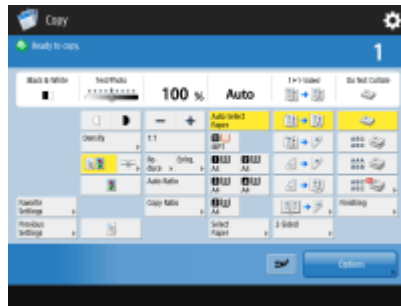 Copy
Ready to copy.
1
Black & White
Text/Photo
100 %
Auto
1►1-Sided
Do Not Collate
Auto Select
Paper
Density
1:1
Auto Ratio
Copy Ratio
Favorite
Settings
Finishing
Previous
Settings
Select
Paper
2-Sided
Options